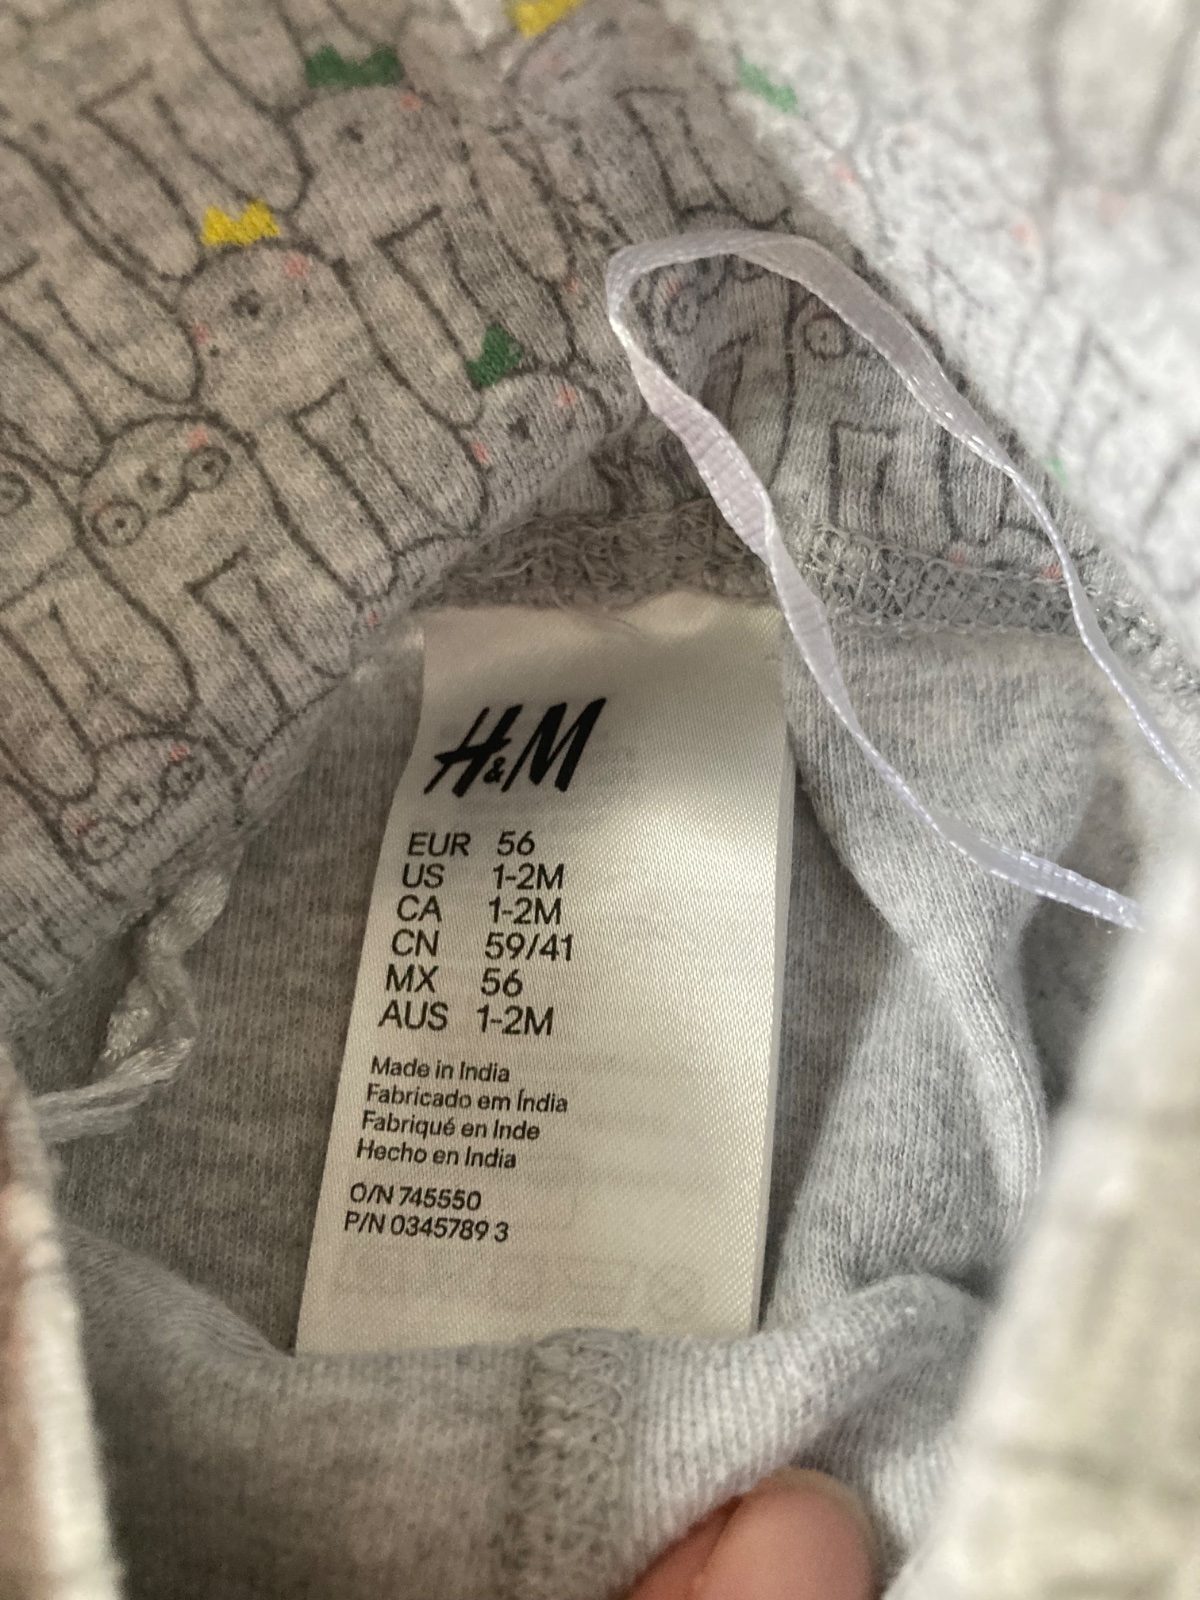 H&M
EUR 56
US 1-2M
CA 1-2M
CN 59/41
MX 56
AUS 1-2M
Made in India
Fabricado em Índia
Fabriqué en Inde
Hecho en India
O/N 745550
P/N 0345789 3